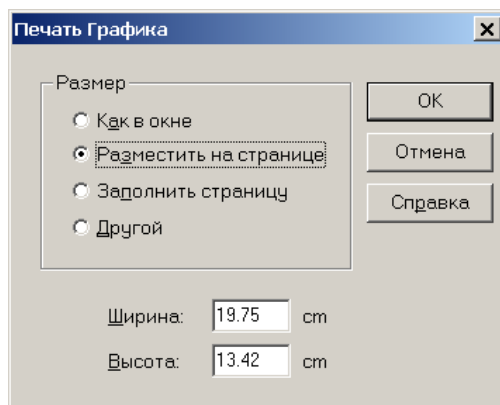 Печать Графика
Размер
Как в окне
Разместить на странице
Заполнить страницу
Другой
OK
Отмена
Справка
Ширина: 19.75 cm
Высота: 13.42 cm